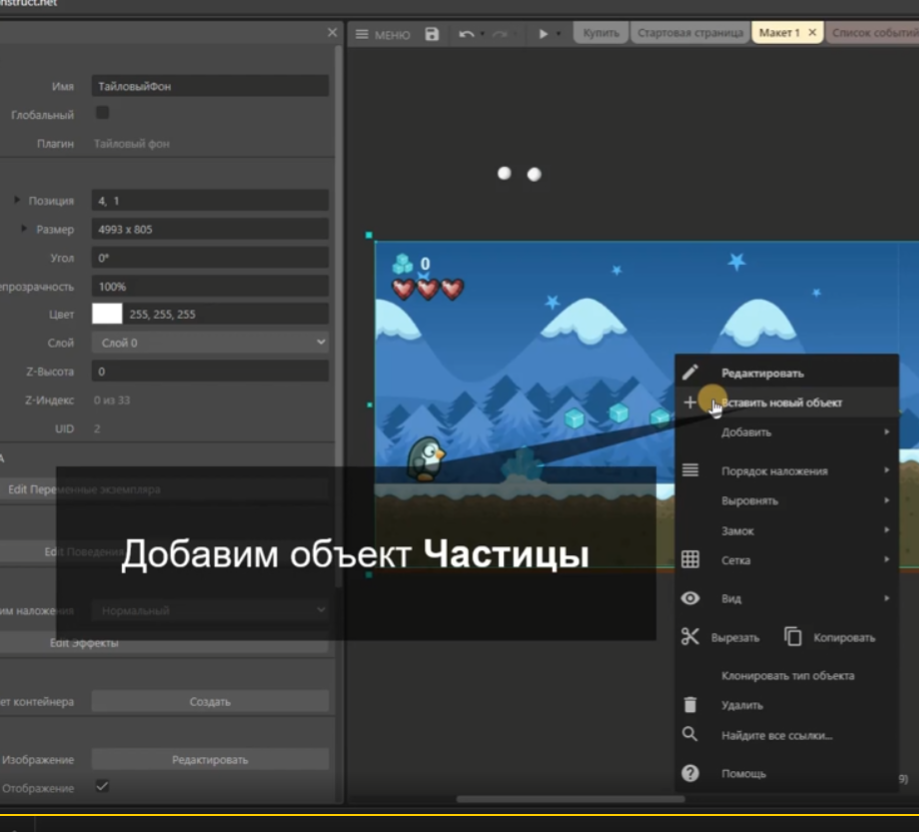 nstruct.net
МЕНЮ
Купить
Стартовая страница
Макет 1
Список событий
Имя
ТайловыйФон
Глобальный
Плагин
Тайловый фон
Позиция
4, 1
Размер
4993 x 805
Угол
0°
епрозрачность
100%
Цвет
255, 255, 255
Слой
Слой 0
Z-Высота
0
Z-Индекс
0 из 33
UID
2
А
Edit Переменные экземпляра
Edit Поведения
им наложения
Нормальный
Edit Эффекты
ет контейнера
Создать
Изображение
Редактировать
Отображение
0
Добавим объект Частицы
Редактировать
Вставить новый объект
Добавить
Порядок наложения
Выровнять
Замок
Сетка
Вид
Вырезать
Копировать
Клонировать тип объекта
Удалить
Найдите все ссылки...
Помощь
9)